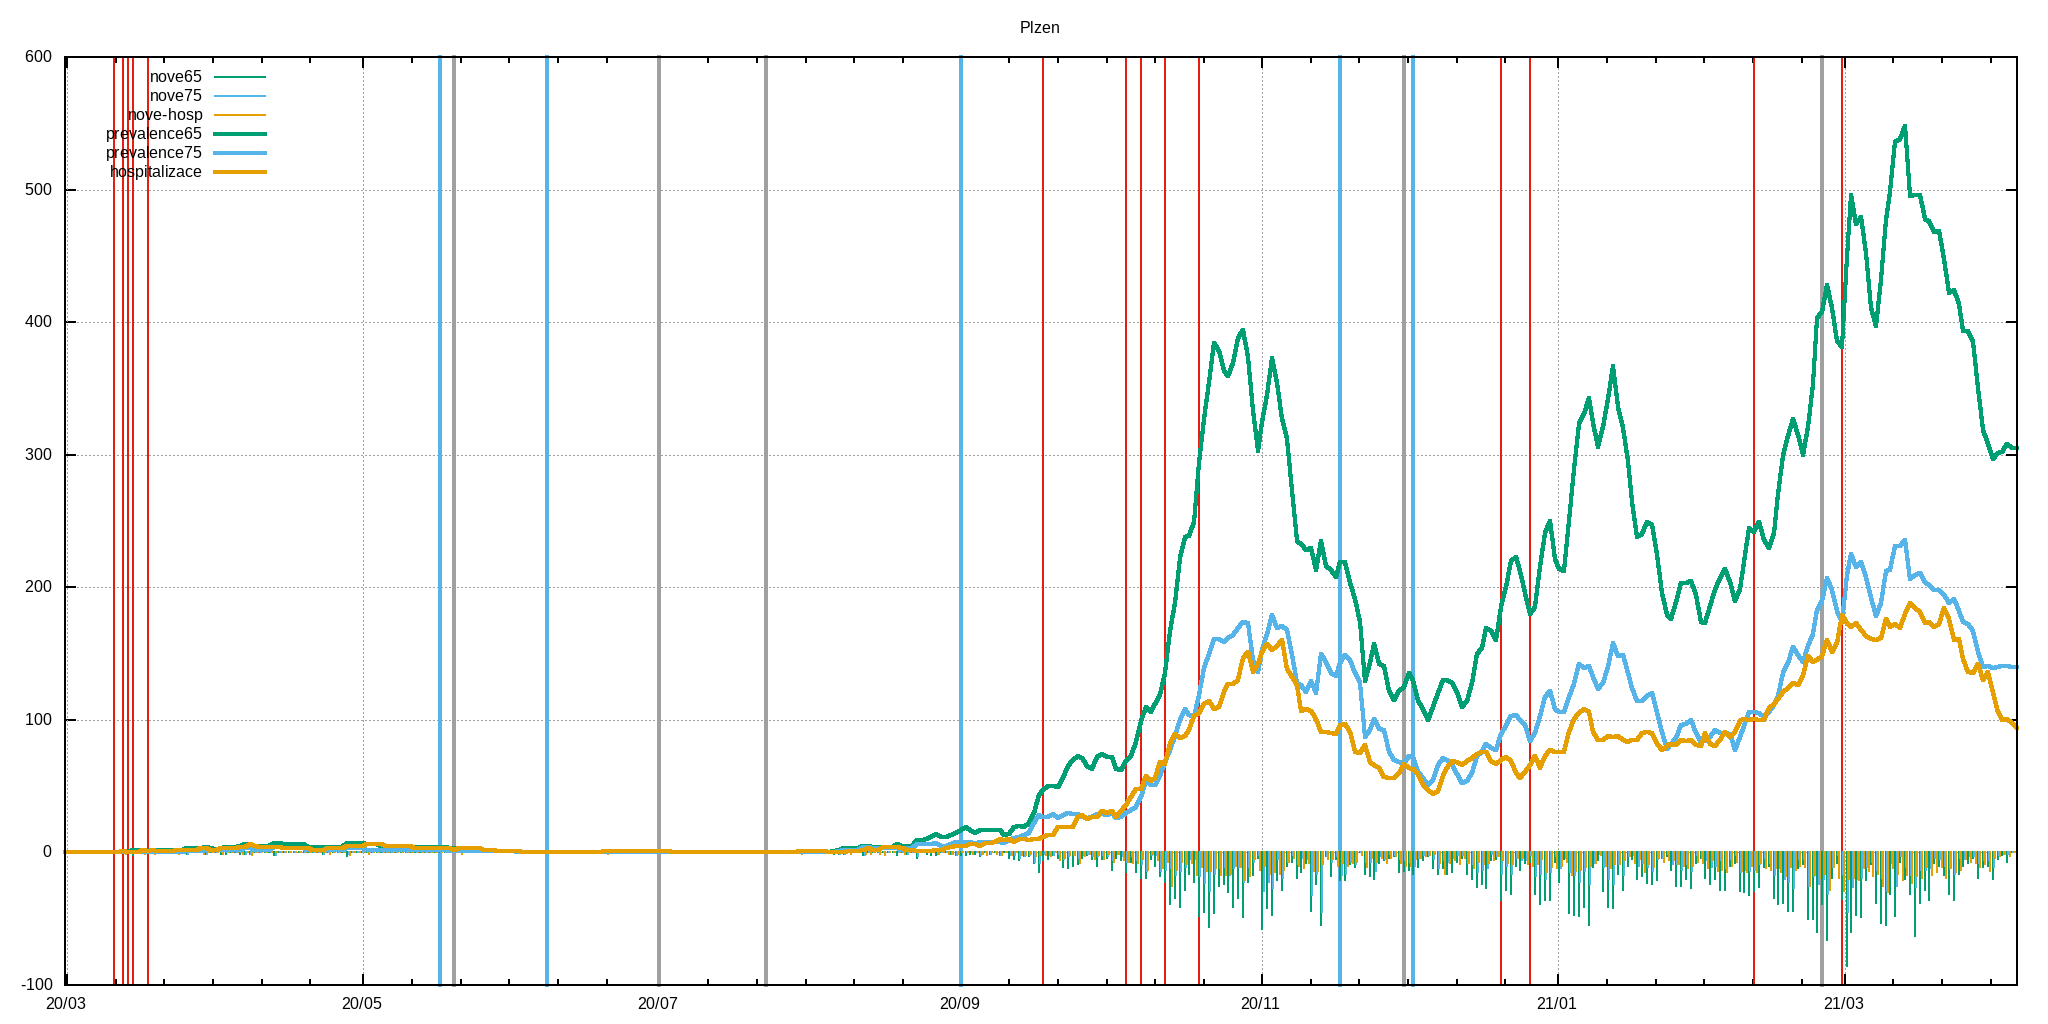 Plzen
600
nove65
nove75
nove-hosp
prevalence65
prevalence75
hospitalizace
500
400
300
200
100
0
-100
20/03 20/05 20/07 20/09 20/11 21/01 21/03